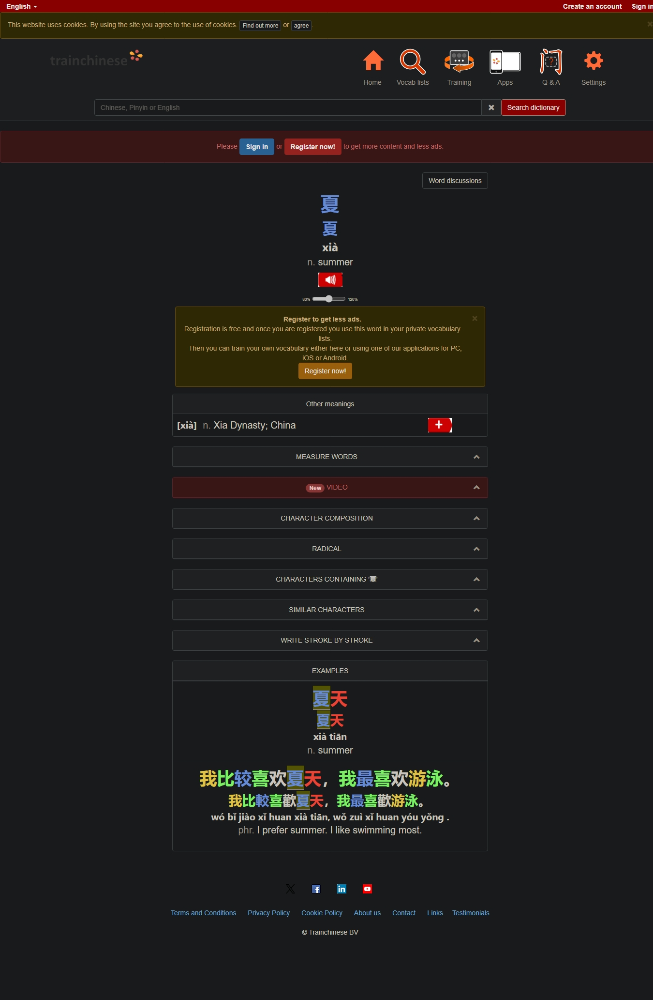 English
Create an account Sign in
This website uses cookies. By using the site you agree to the use of cookies. Find out more or agree.
trainchinese
Home Vocab lists Training Apps Q & A Settings
Chinese, Pinyin or English Search dictionary
Please Sign in or Register now! to get more content and less ads.
Word discussions
夏
夏
xià
n. summer
80% 120%
Register to get less ads.
Registration is free and once you are registered you use this word in your private vocabulary
lists.
Then you can train your own vocabulary either here or using one of our applications for PC,
iOS or Android.
Register now!
Other meanings
[xià] n. Xia Dynasty; China
MEASURE WORDS
New VIDEO
CHARACTER COMPOSITION
RADICAL
CHARACTERS CONTAINING '夏'
SIMILAR CHARACTERS
WRITE STROKE BY STROKE
EXAMPLES
夏天
夏天
xià tiān
n. summer
我比较喜欢夏天，我最喜欢游泳。
我比較喜歡夏天，我最喜歡游泳。
wó bǐ jiào xǐ huan xià tiān, wǒ zuì xǐ huan yóu yǒng .
phr. I prefer summer. I like swimming most.
Terms and Conditions Privacy Policy Cookie Policy About us Contact Links Testimonials
© Trainchinese BV